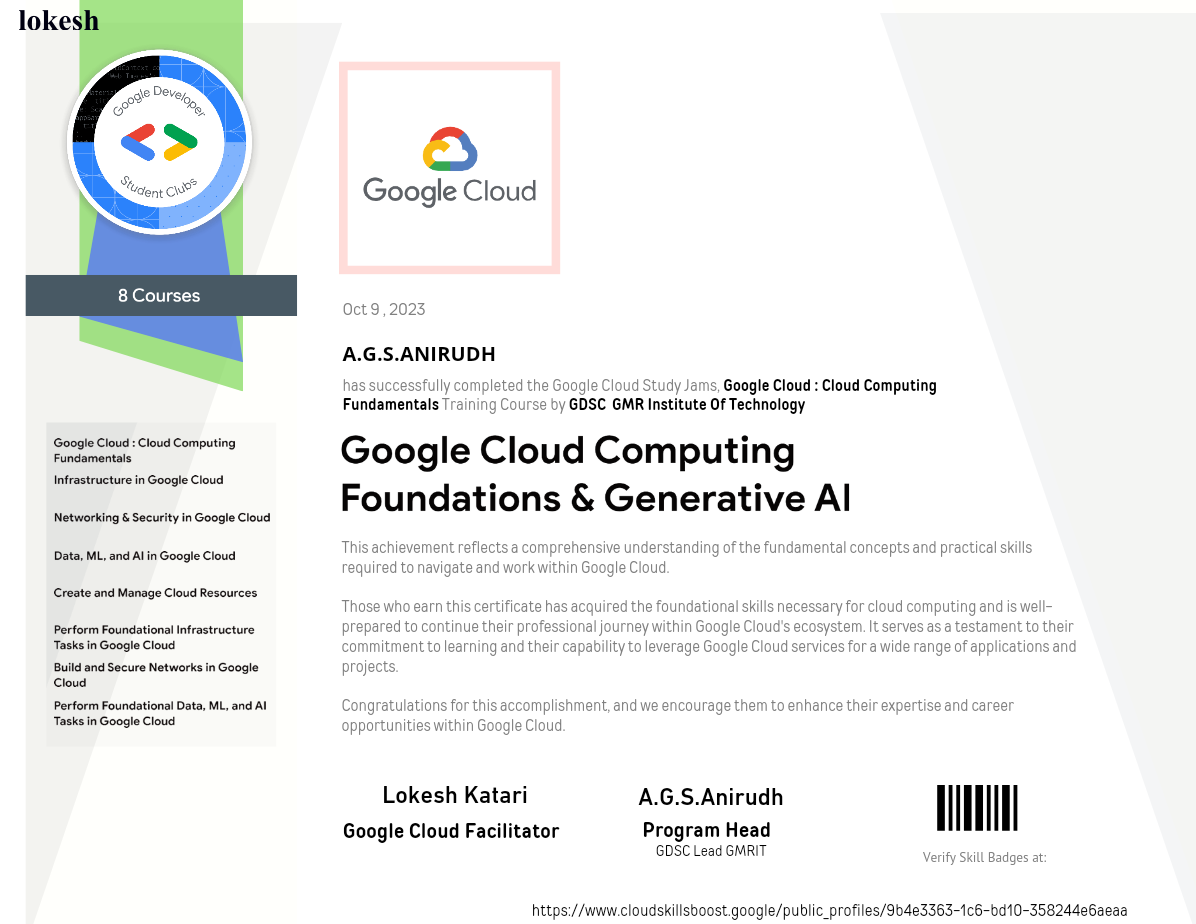 lokesh
Google Developer
Student Clubs
8 Courses
Google Cloud : Cloud Computing
Fundamentals
Infrastructure in Google Cloud
Networking & Security in Google Cloud
Data, ML, and AI in Google Cloud
Create and Manage Cloud Resources
Perform Foundational Infrastructure
Tasks in Google Cloud
Build and Secure Networks in Google
Cloud
Perform Foundational Data, ML, and AI
Tasks in Google Cloud
Google Cloud
Oct 9 , 2023
A.G.S.ANIRUDH
has successfully completed the Google Cloud Study Jams, Google Cloud : Cloud Computing
Fundamentals Training Course by GDSC GMR Institute Of Technology
Google Cloud Computing
Foundations & Generative AI
This achievement reflects a comprehensive understanding of the fundamental concepts and practical skills
required to navigate and work within Google Cloud.
Those who earn this certificate has acquired the foundational skills necessary for cloud computing and is well-
prepared to continue their professional journey within Google Cloud's ecosystem. It serves as a testament to their
commitment to learning and their capability to leverage Google Cloud services for a wide range of applications and
projects.
Congratulations for this accomplishment, and we encourage them to enhance their expertise and career
opportunities within Google Cloud.
Lokesh Katari
Google Cloud Facilitator
A.G.S.Anirudh
Program Head
GDSC Lead GMRIT
Verify Skill Badges at:
https://www.cloudskillsboost.google/public_profiles/9b4e3363-1c6-bd10-358244e6aeaa